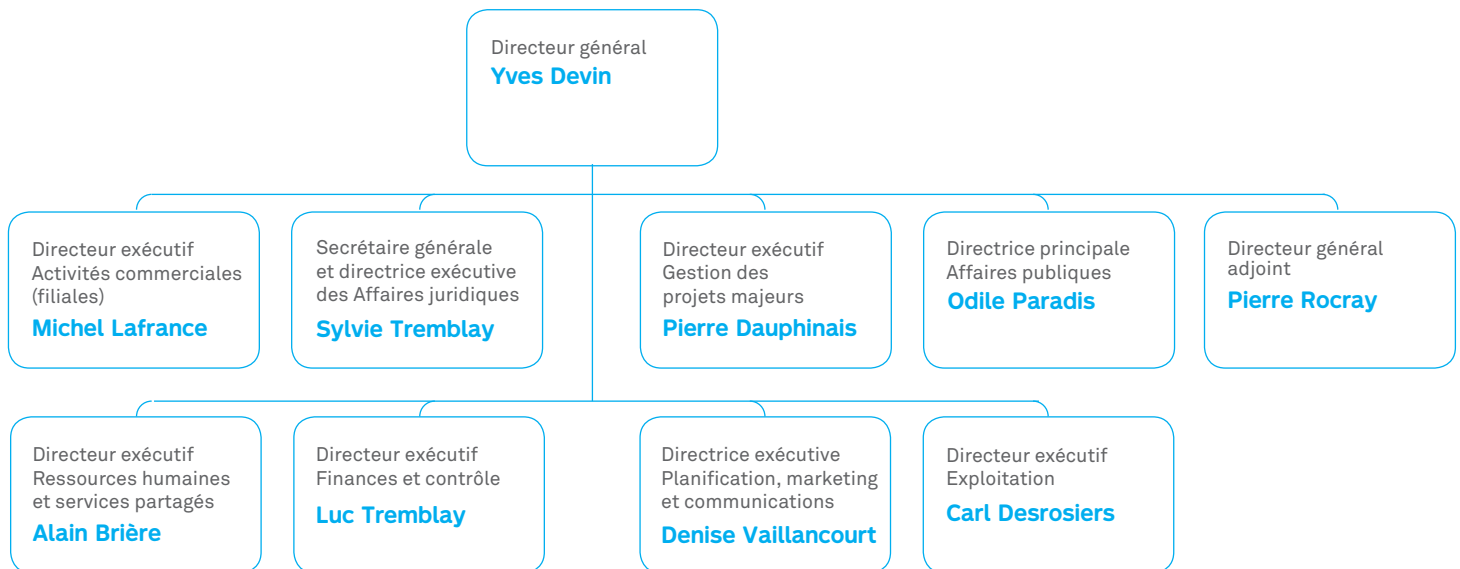 Directeur général
Yves Devin
Directeur exécutif
Activités commerciales
(filiales)
Michel Lafrance
Secrétaire générale
et directrice exécutive
des Affaires juridiques
Sylvie Tremblay
Directeur exécutif
Gestion des
projets majeurs
Pierre Dauphinais
Directrice principale
Affaires publiques
Odile Paradis
Directeur général
adjoint
Pierre Rocray
Directeur exécutif
Ressources humaines
et services partagés
Alain Brière
Directeur exécutif
Finances et contrôle
Luc Tremblay
Directrice exécutive
Planification, marketing
et communications
Denise Vaillancourt
Directeur exécutif
Exploitation
Carl Desrosiers